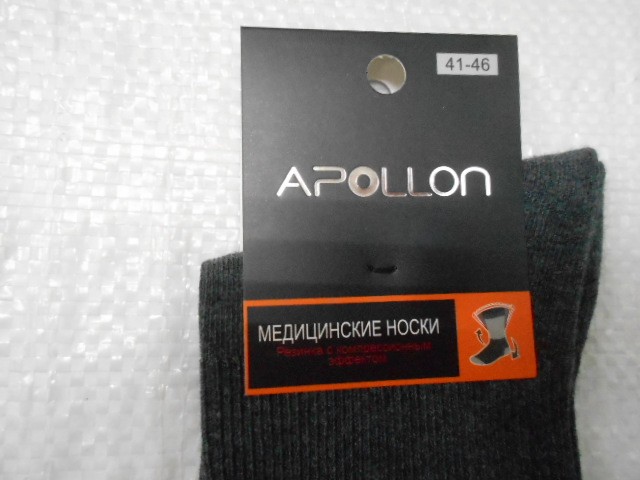 41-46
APOLLON
МЕДИЦИНСКИЕ НОСКИ
Резинка с компрессионным
эффектом